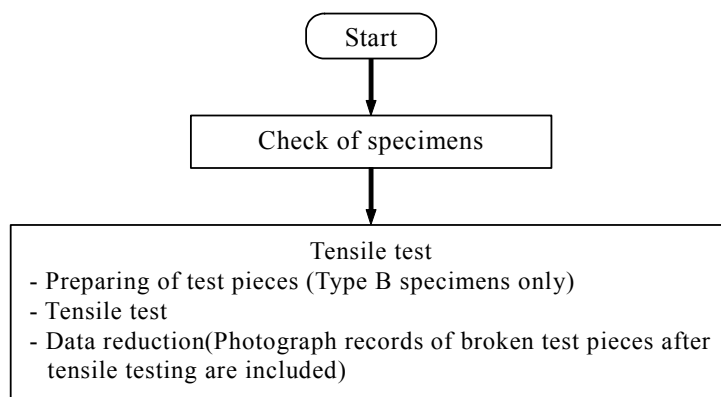 Start
Check of specimens
Tensile test
- Preparing of test pieces (Type B specimens only)
- Tensile test
- Data reduction(Photograph records of broken test pieces after
tensile testing are included)